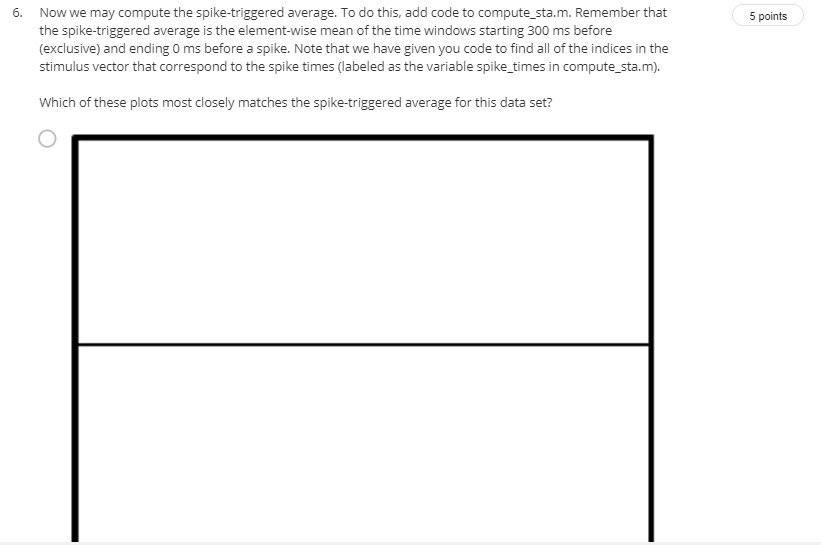 6. Now we may compute the spike-triggered average. To do this, add code to compute_sta.m. Remember that
5 points
the spike-triggered average is the element-wise mean of the time windows starting 300 ms before
(exclusive) and ending 0 ms before a spike. Note that we have given you code to find all of the indices in the
stimulus vector that correspond to the spike times (labeled as the variable spike_times in compute_sta.m).
Which of these plots most closely matches the spike-triggered average for this data set?